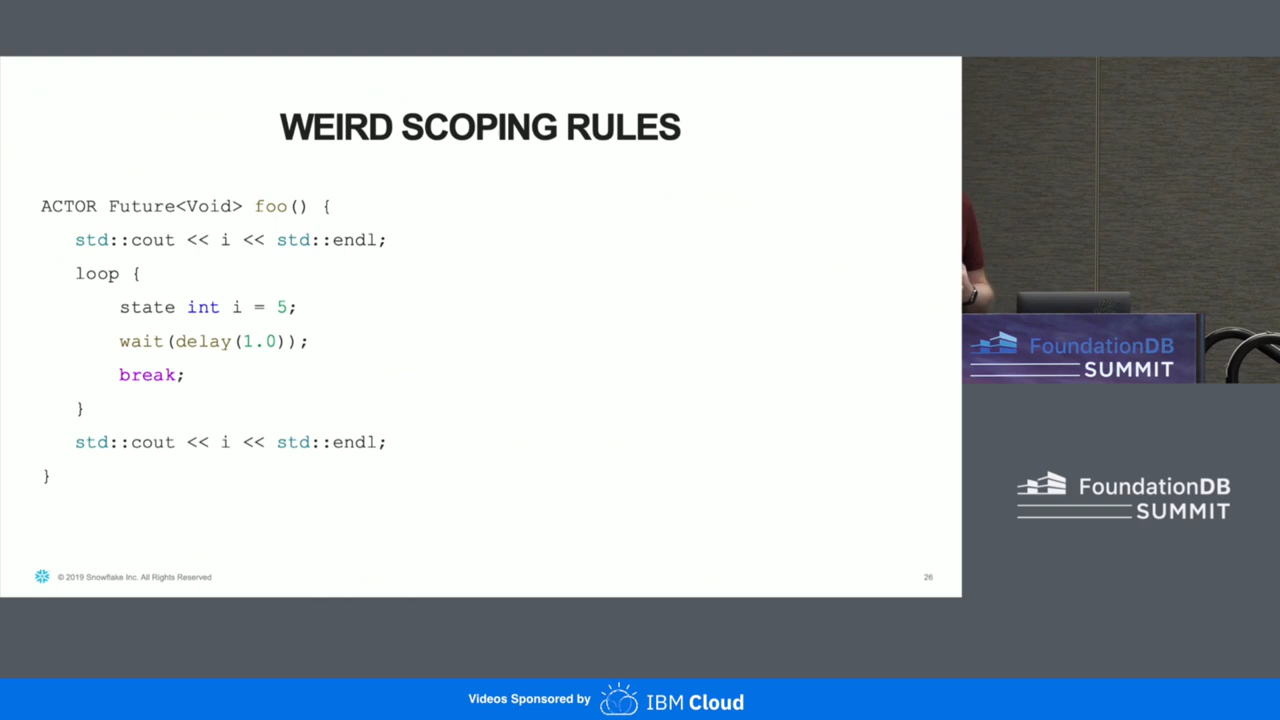 WEIRD SCOPING RULES
ACTOR Future<Void> foo() {
std::cout << i << std::endl;
loop {
state int i = 5;
wait(delay(1.0));
break;
}
std::cout << i << std::endl;
}
© 2019 Snowflake Inc. All Rights Reserved
26
FoundationDB
SUMMIT
FoundationDB
SUMMIT
Videos Sponsored by IBM Cloud